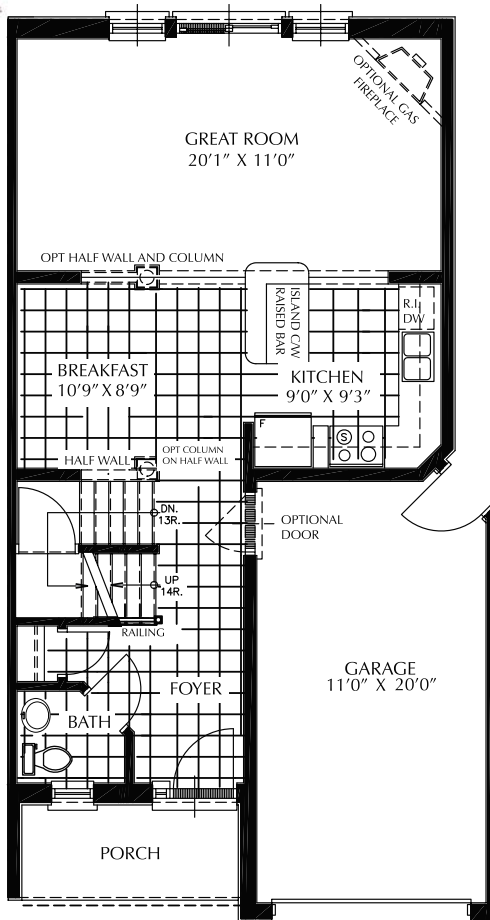 OPTIONAL GAS
FIREPLACE
GREAT ROOM
20'1" X 11'0"
OPT HALF WALL AND COLUMN
ISLAND C/W
RAISED BAR
R.I.
DW
BREAKFAST
10'9" X 8'9"
KITCHEN
9'0" X 9'3"
F
S
HALF WALL
OPT COLUMN
ON HALF WALL
DN.
13R.
OPTIONAL
DOOR
UP
14R.
RAILING
FOYER
GARAGE
11'0" X 20'0"
BATH
PORCH